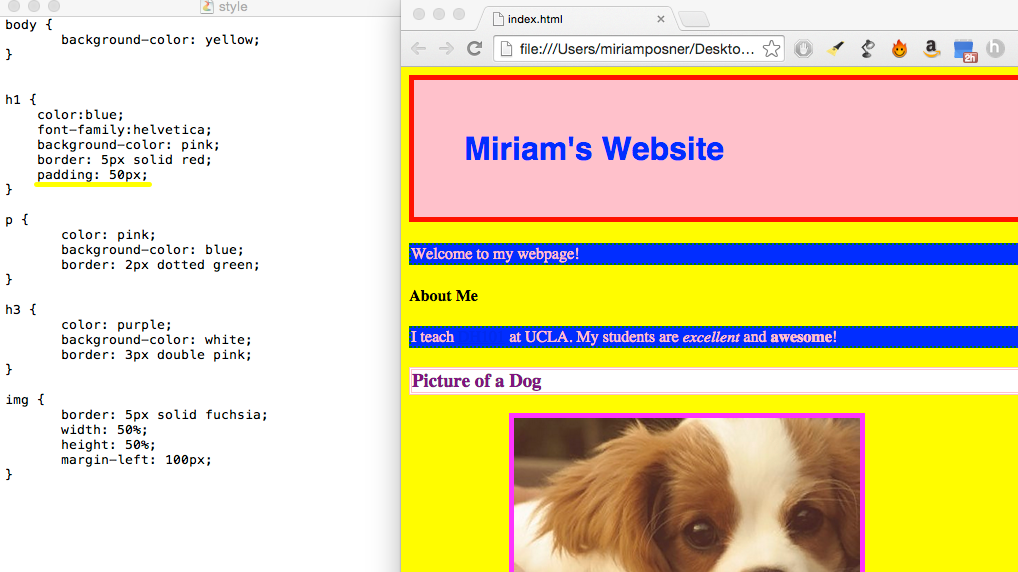 style
body {
background-color: yellow;
}
h1 {
color:blue;
font-family:helvetica;
background-color: pink;
border: 5px solid red;
padding: 50px;
}
p {
color: pink;
background-color: blue;
border: 2px dotted green;
}
h3 {
color: purple;
background-color: white;
border: 3px double pink;
}
img {
border: 5px solid fuchsia;
width: 50%;
height: 50%;
margin-left: 100px;
}
index.html
file:///Users/miriamposner/Deskto...
a
2h
h
Miriam's Website
Welcome to my webpage!
About Me
I teach at UCLA. My students are excellent and awesome!
Picture of a Dog